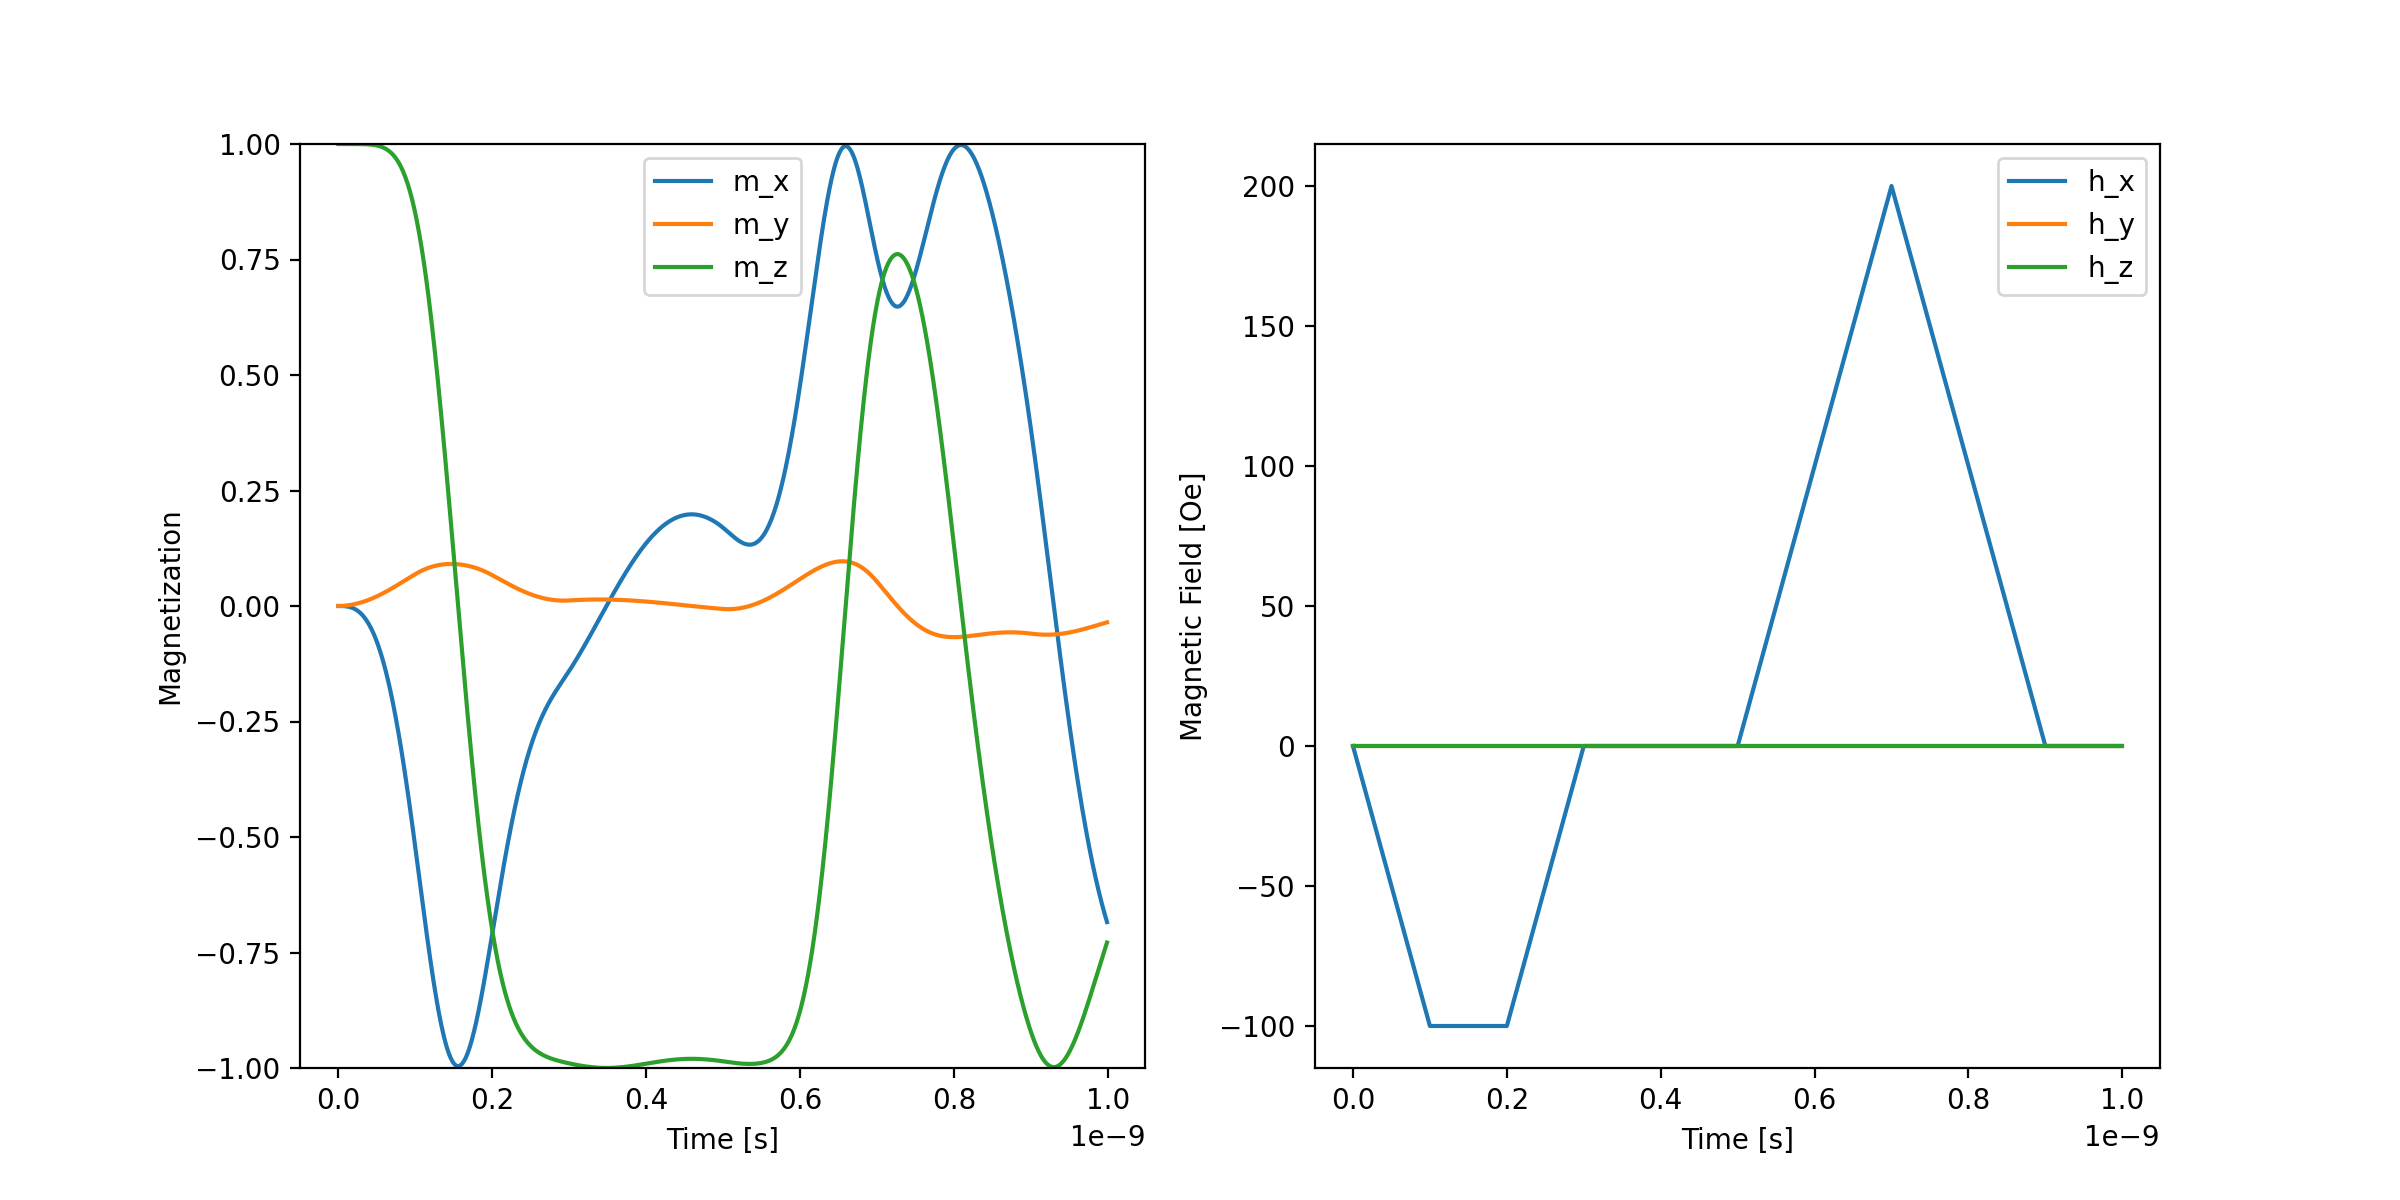 1.00
0.75
0.50
0.25
0.00
−0.25
−0.50
−0.75
−1.00
Magnetization
m_x
m_y
m_z
0.0 0.2 0.4 0.6 0.8 1.0
Time [s]
1e−9
200
150
100
50
0
−50
−100
Magnetic Field [Oe]
h_x
h_y
h_z
0.0 0.2 0.4 0.6 0.8 1.0
Time [s]
1e−9